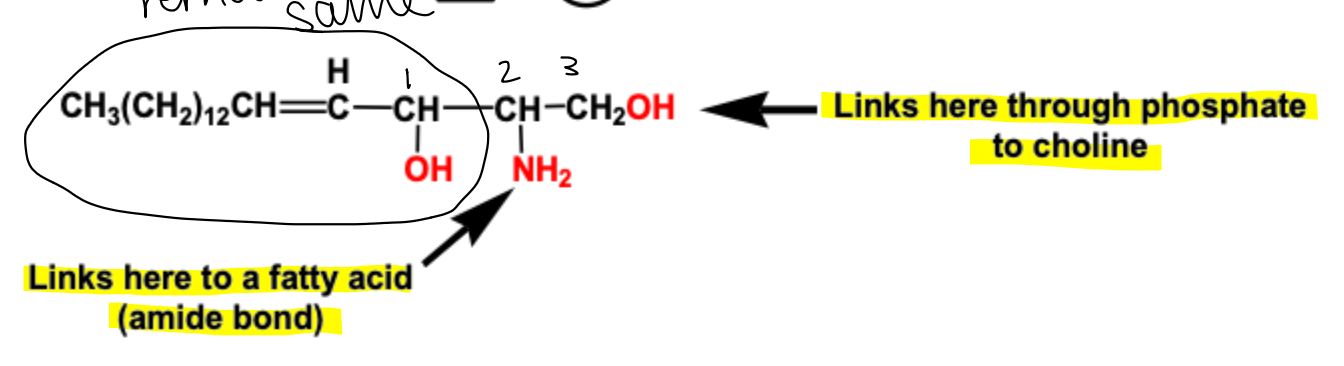 same
H 1 2 3
CH₃(CH₂)₁₂CH=C—CH—CH—CH₂OH
Links here through phosphate
to choline
OH NH₂
Links here to a fatty acid
(amide bond)